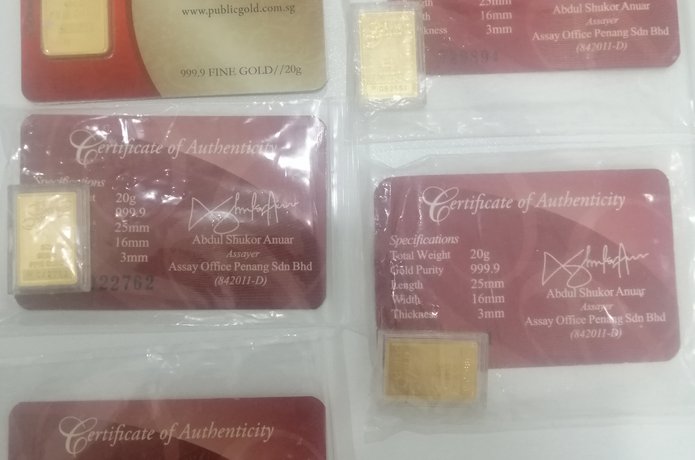 www.publicgold.com.sg
999.9 FINE GOLD//20g
25mm
16mm
3mm
Abdul Shukor Anuar
Assayer
Assay Office Penang Sdn Bhd
(842011-D)
Certificate of Authenticity
Specifications
20g
999.9
25mm
16mm
3mm
Abdul Shukor Anuar
Assayer
Assay Office Penang Sdn Bhd
(842011-D)
22762
Certificate of Authenticity
Specifications
Total Weight 20g
Gold Purity 999.9
Length 25mm
Width 16mm
Thickness 3mm
Abdul Shukor Anuar
Assayer
Assay Office Penang Sdn Bhd
(842011-D)
Certificate of Authenticity